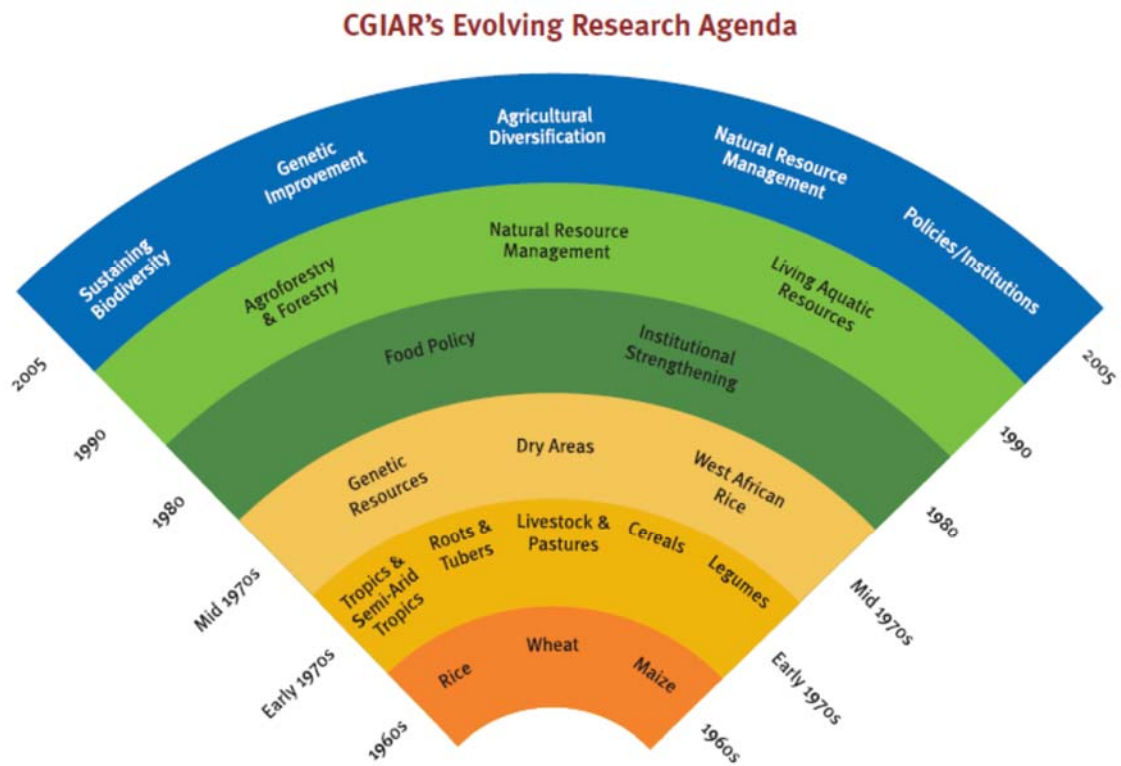 CGIAR's Evolving Research Agenda
Agricultural
Diversification
Genetic
Improvement
Natural Resource
Management
Sustaining
Biodiversity
Policies/Institutions
Natural Resource
Management
Agroforestry
& Forestry
Living Aquatic
Resources
Food Policy
Institutional
Strengthening
Genetic
Resources
Dry Areas
West African
Rice
Tropics &
Semi-Arid
Tropics
Roots &
Tubers
Livestock &
Pastures
Cereals
Legumes
Rice
Wheat
Maize
2005
1990
1980
Mid 1970s
Early 1970s
1960s
2005
1990
1980
Mid 1970s
Early 1970s
1960s